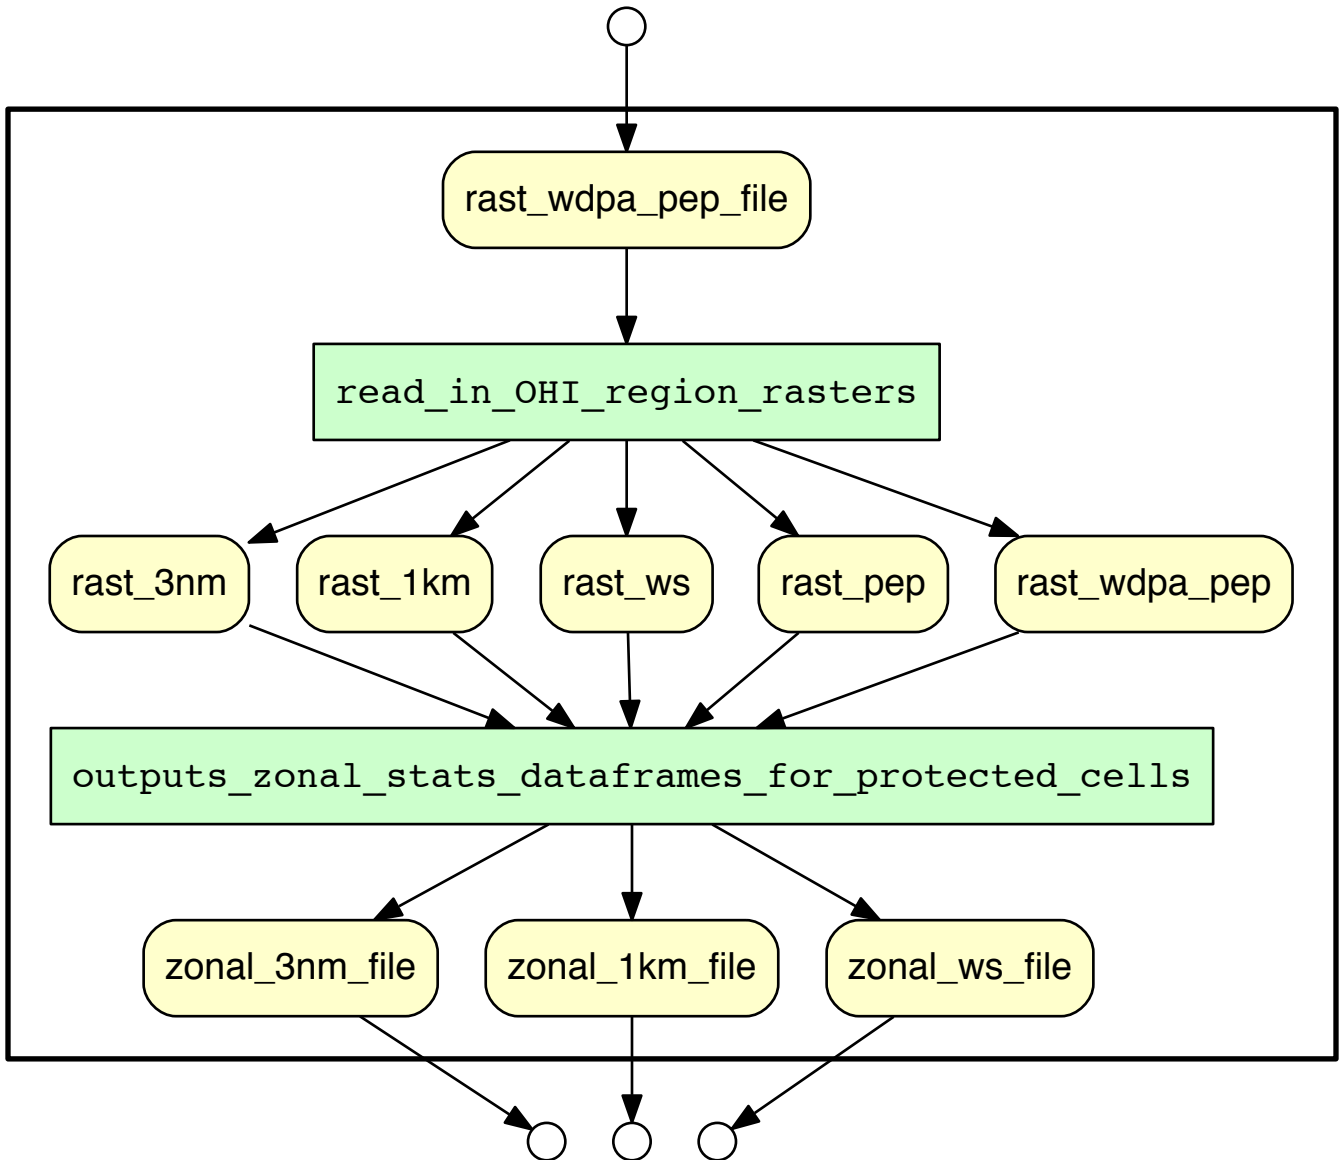 rast_wdpa_pep_file
read_in_OHI_region_rasters
rast_3nm
rast_1km
rast_ws
rast_pep
rast_wdpa_pep
outputs_zonal_stats_dataframes_for_protected_cells
zonal_3nm_file
zonal_1km_file
zonal_ws_file